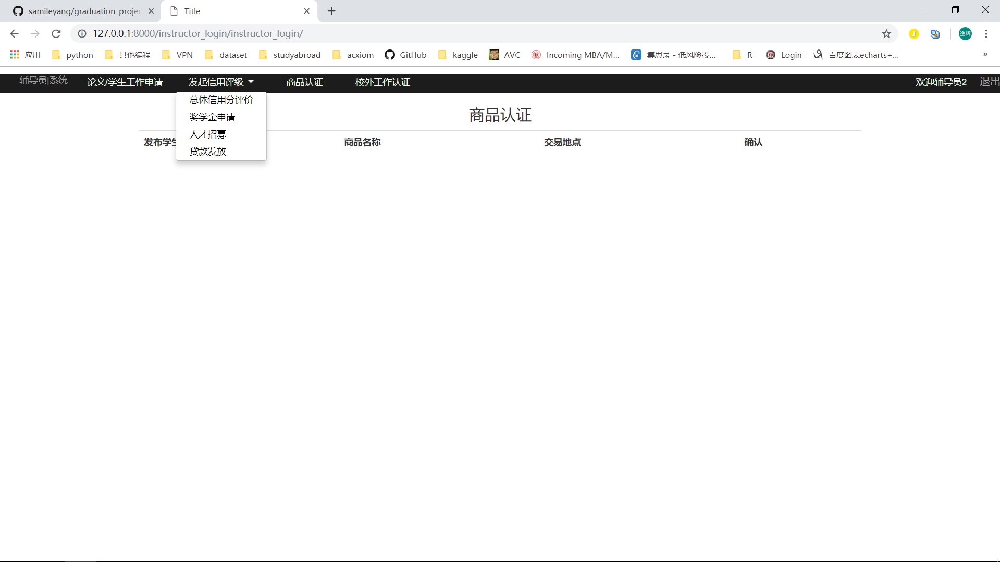 samileyang/graduation_projec
Title
127.0.0.1:8000/instructor_login/instructor_login/
应用 python 其他编程 VPN dataset studyabroad acxiom GitHub kaggle AVC Incoming MBA/M... 集思录 - 低风险投... R Login 百度图表echarts+... »
辅导员|系统 论文/学生工作申请 发起信用评级 商品认证 校外工作认证 欢迎辅导员2 退出
总体信用分评价
奖学金申请
人才招募
贷款发放
商品认证
发布学生 商品名称 交易地点 确认